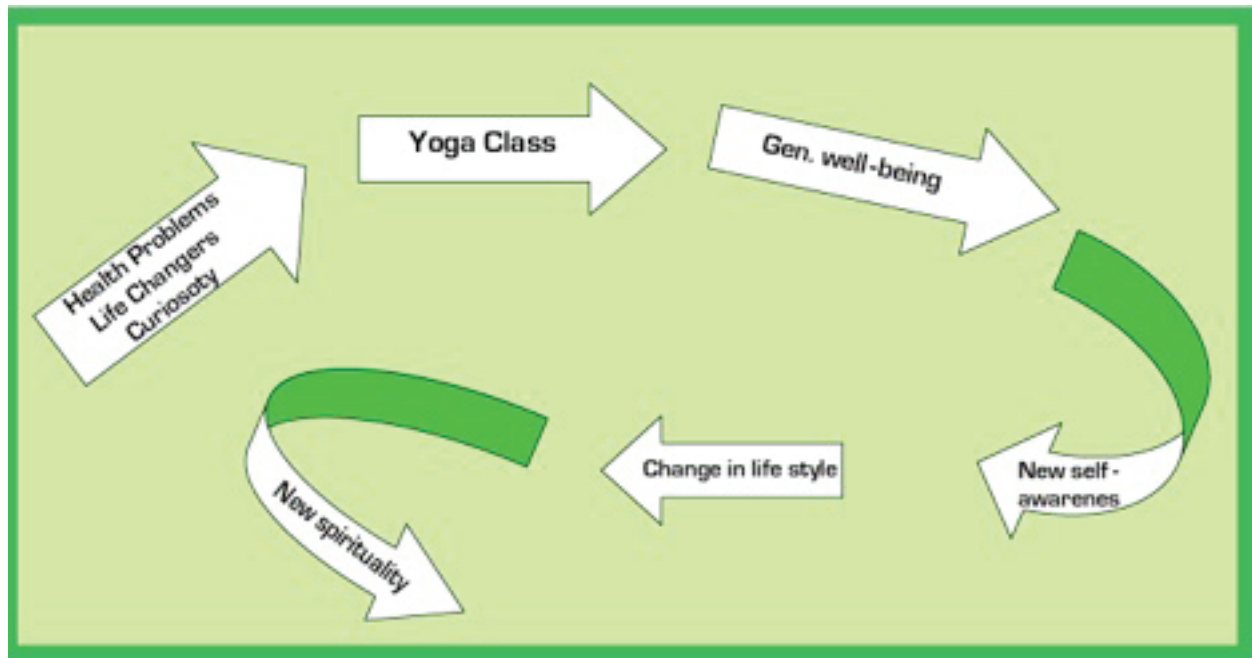 Health Problems
Life Changers
Curiosoty
Yoga Class
Gen. well-being
New self -
awarenes
Change in life style
New spirituality